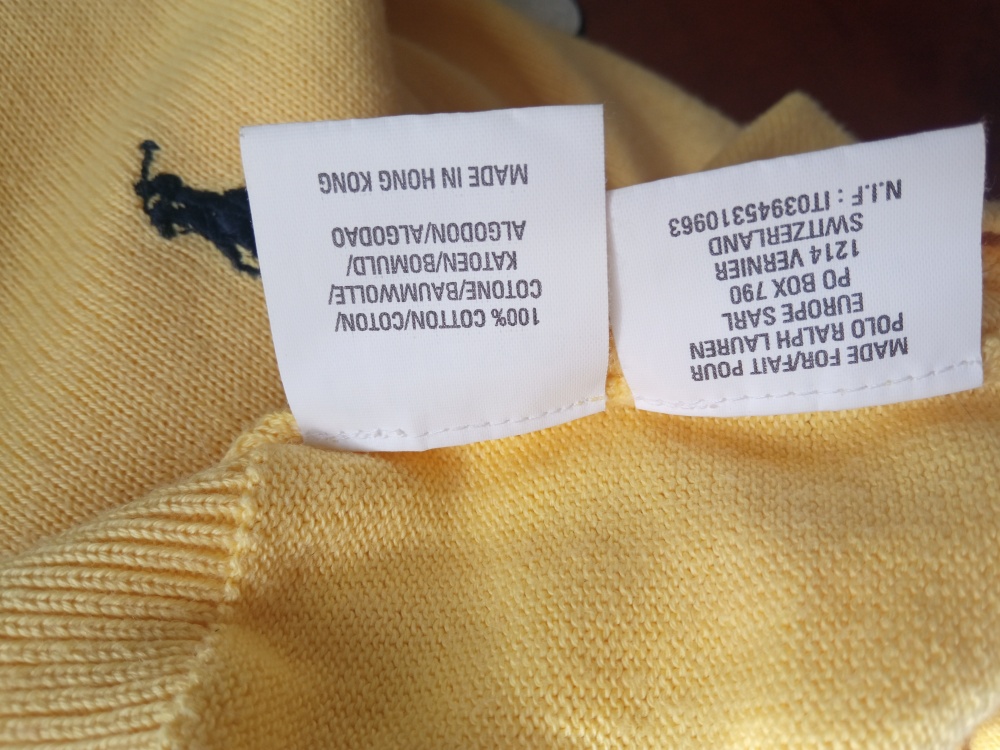 100% COTTON/COTON/
COTONE/BAUMWOLLE/
KATOEN/BOMULD/
ALGODON/ALGODAO
MADE IN HONG KONG
MADE FOR/FAIT POUR
POLO RALPH LAUREN
EUROPE SARL
PO BOX 790
1214 VERNIER
SWITZERLAND
N.I.F : IT03945310963